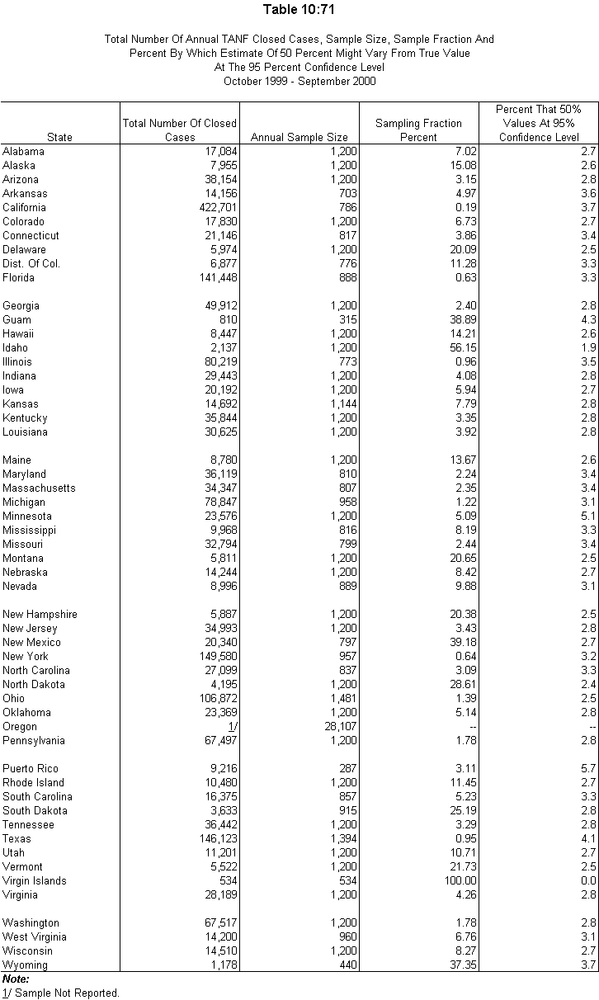 Table 10:71
Total Number Of Annual TANF Closed Cases, Sample Size, Sample Fraction And
Percent By Which Estimate Of 50 Percent Might Vary From True Value
At The 95 Percent Confidence Level
October 1999 - September 2000
State Total Number Of Closed Cases Annual Sample Size Sampling Fraction Percent Percent That 50% Values At 95% Confidence Level
Alabama 17,084 1,200 7.02 2.7
Alaska 7,955 1,200 15.08 2.6
Arizona 38,154 1,200 3.15 2.8
Arkansas 14,156 703 4.97 3.6
California 422,701 786 0.19 3.7
Colorado 17,830 1,200 6.73 2.7
Connecticut 21,146 817 3.86 3.4
Delaware 5,974 1,200 20.09 2.5
Dist. Of Col. 6,877 776 11.28 3.3
Florida 141,448 888 0.63 3.3
Georgia 49,912 1,200 2.40 2.8
Guam 810 315 38.89 4.3
Hawaii 8,447 1,200 14.21 2.6
Idaho 2,137 1,200 56.15 1.9
Illinois 80,219 773 0.96 3.5
Indiana 29,443 1,200 4.08 2.8
Iowa 20,192 1,200 5.94 2.7
Kansas 14,692 1,144 7.79 2.8
Kentucky 35,844 1,200 3.35 2.8
Louisiana 30,625 1,200 3.92 2.8
Maine 8,780 1,200 13.67 2.6
Maryland 36,119 810 2.24 3.4
Massachusetts 34,347 807 2.35 3.4
Michigan 78,847 958 1.22 3.1
Minnesota 23,576 1,200 5.09 5.1
Mississippi 9,968 816 8.19 3.3
Missouri 32,794 799 2.44 3.4
Montana 5,811 1,200 20.65 2.5
Nebraska 14,244 1,200 8.42 2.7
Nevada 8,996 889 9.88 3.1
New Hampshire 5,887 1,200 20.38 2.5
New Jersey 34,993 1,200 3.43 2.8
New Mexico 20,340 797 39.18 2.7
New York 149,580 957 0.64 3.2
North Carolina 27,099 837 3.09 3.3
North Dakota 4,195 1,200 28.61 2.4
Ohio 106,872 1,481 1.39 2.5
Oklahoma 23,369 1,200 5.14 2.8
Oregon 1/ 28,107 -- --
Pennsylvania 67,497 1,200 1.78 2.8
Puerto Rico 9,216 287 3.11 5.7
Rhode Island 10,480 1,200 11.45 2.7
South Carolina 16,375 857 5.23 3.3
South Dakota 3,633 915 25.19 2.8
Tennessee 36,442 1,200 3.29 2.8
Texas 146,123 1,394 0.95 4.1
Utah 11,201 1,200 10.71 2.7
Vermont 5,522 1,200 21.73 2.5
Virgin Islands 534 534 100.00 0.0
Virginia 28,189 1,200 4.26 2.8
Washington 67,517 1,200 1.78 2.8
West Virginia 14,200 960 6.76 3.1
Wisconsin 14,510 1,200 8.27 2.7
Wyoming 1,178 440 37.35 3.7
Note:
1/ Sample Not Reported.